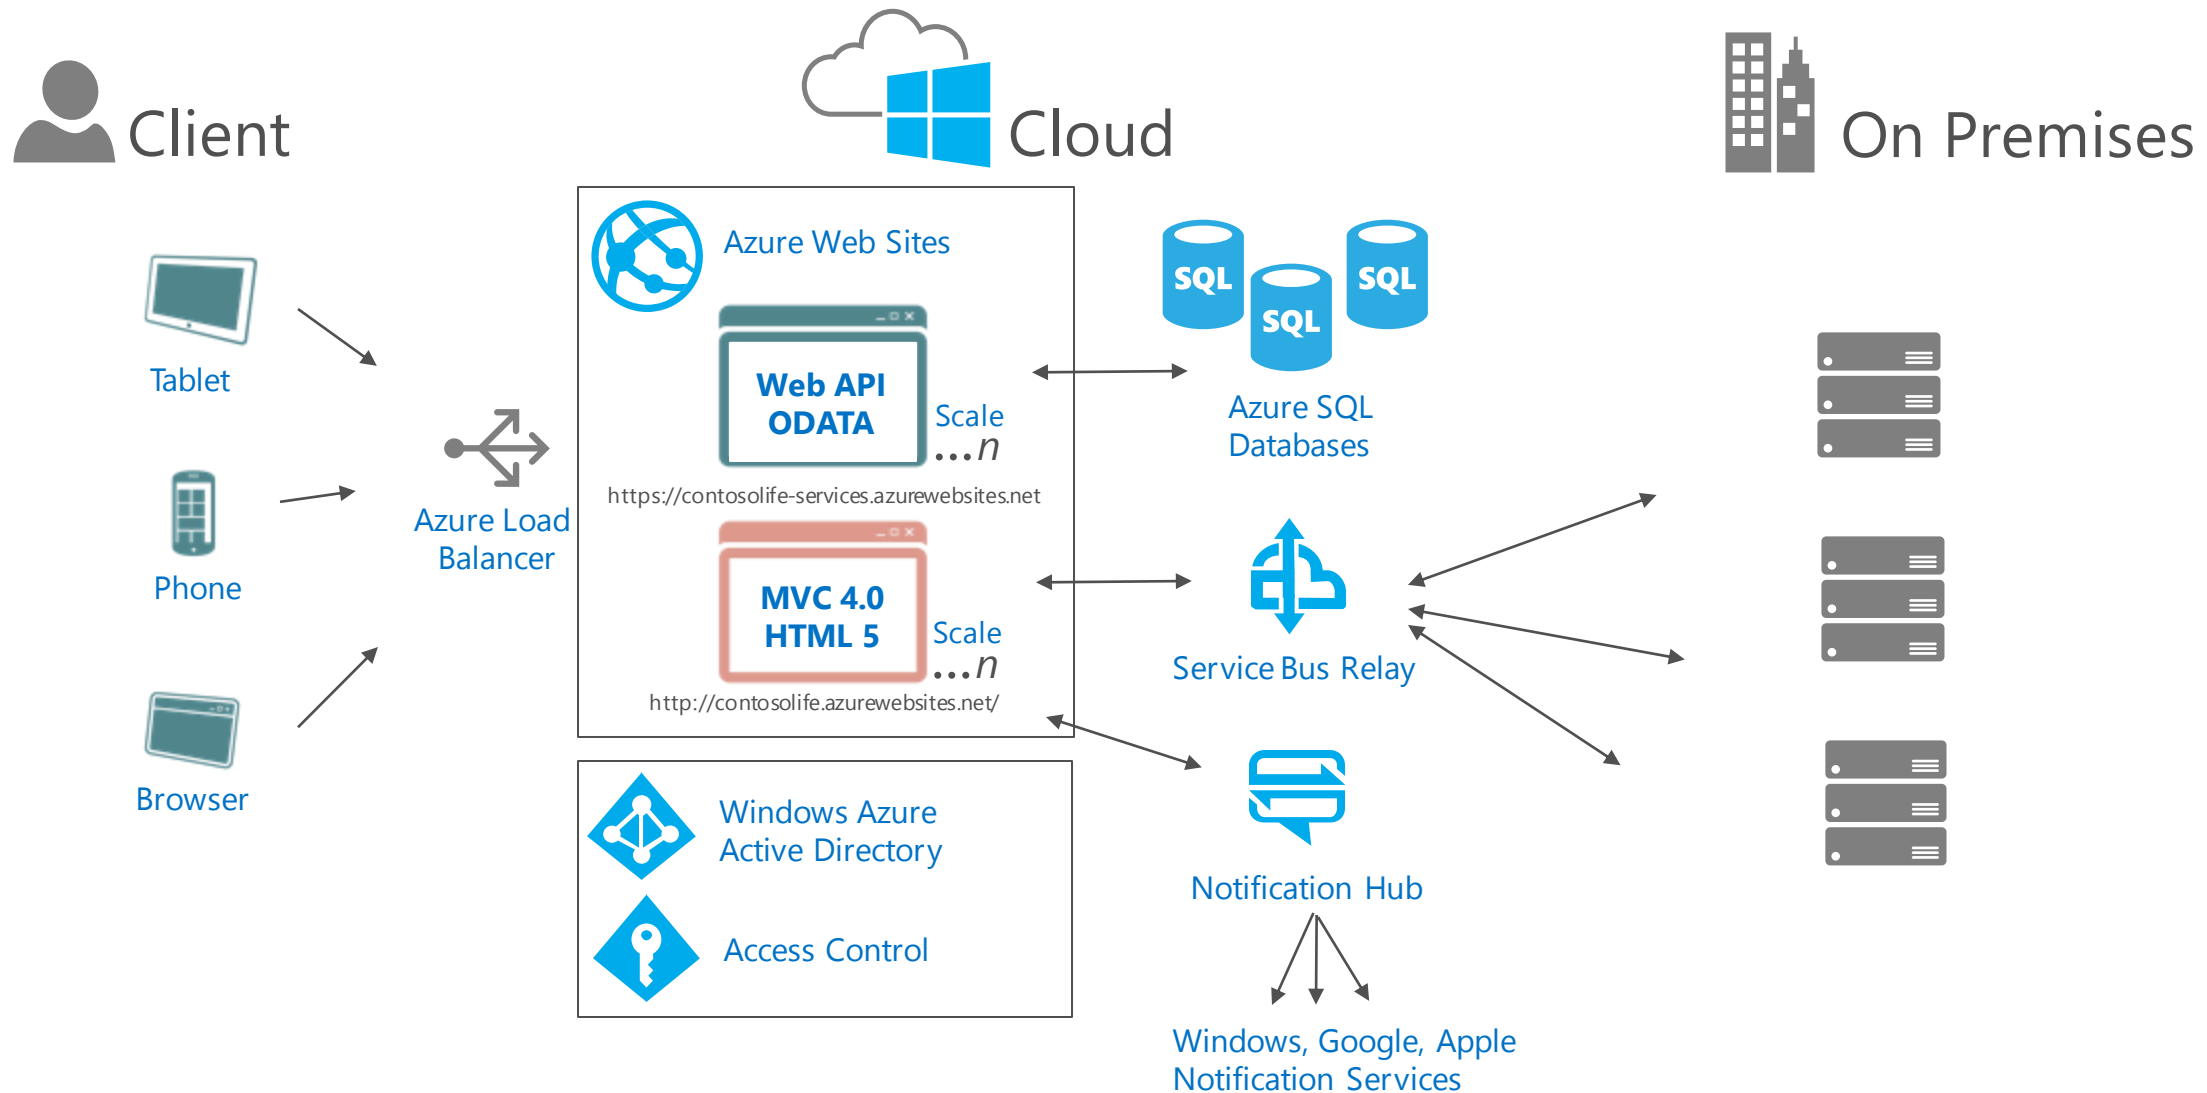 Client
Cloud
On Premises
Tablet
Phone
Browser
Azure Load
Balancer
Azure Web Sites
Web API
ODATA
Scale
...n
https://contosolife-services.azurewebsites.net
MVC 4.0
HTML 5
Scale
...n
http://contosolife.azurewebsites.net/
Windows Azure
Active Directory
Access Control
SQL
SQL
SQL
Azure SQL
Databases
Service Bus Relay
Notification Hub
Windows, Google, Apple
Notification Services